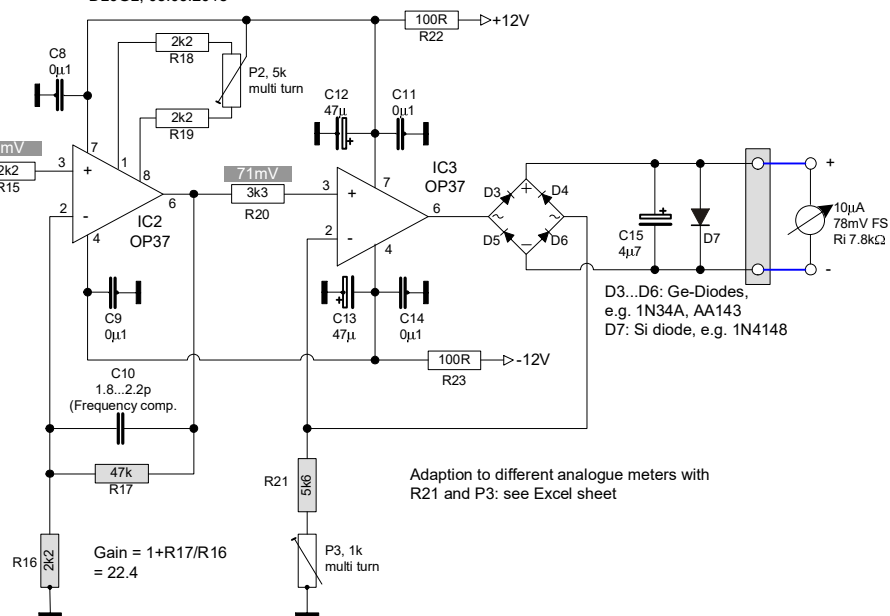 100R
R22
+12V
2k2
R18
C8
0µ1
P2, 5k
multi turn
2k2
R19
C12
47µ
+
C11
0µ1
mV
2k2
R15
7
3
+
1
8
2
-
4
6
IC2
OP37
71mV
3k3
R20
IC3
OP37
3
+
7
6
2
-
4
D3
D4
+
~
~
D5
D6
−
C15
4µ7
D7
+
-
10µA
78mV FS
Ri 7.8kΩ
D3...D6: Ge-Diodes,
e.g. 1N34A, AA143
D7: Si diode, e.g. 1N4148
C9
0µ1
+
C13
47µ
C14
0µ1
100R
R23
-12V
C10
1.8...2.2p
(Frequency comp.
47k
R17
R16
2k2
Gain = 1+R17/R16
= 22.4
R21
5k6
P3, 1k
multi turn
Adaption to different analogue meters with
R21 and P3: see Excel sheet